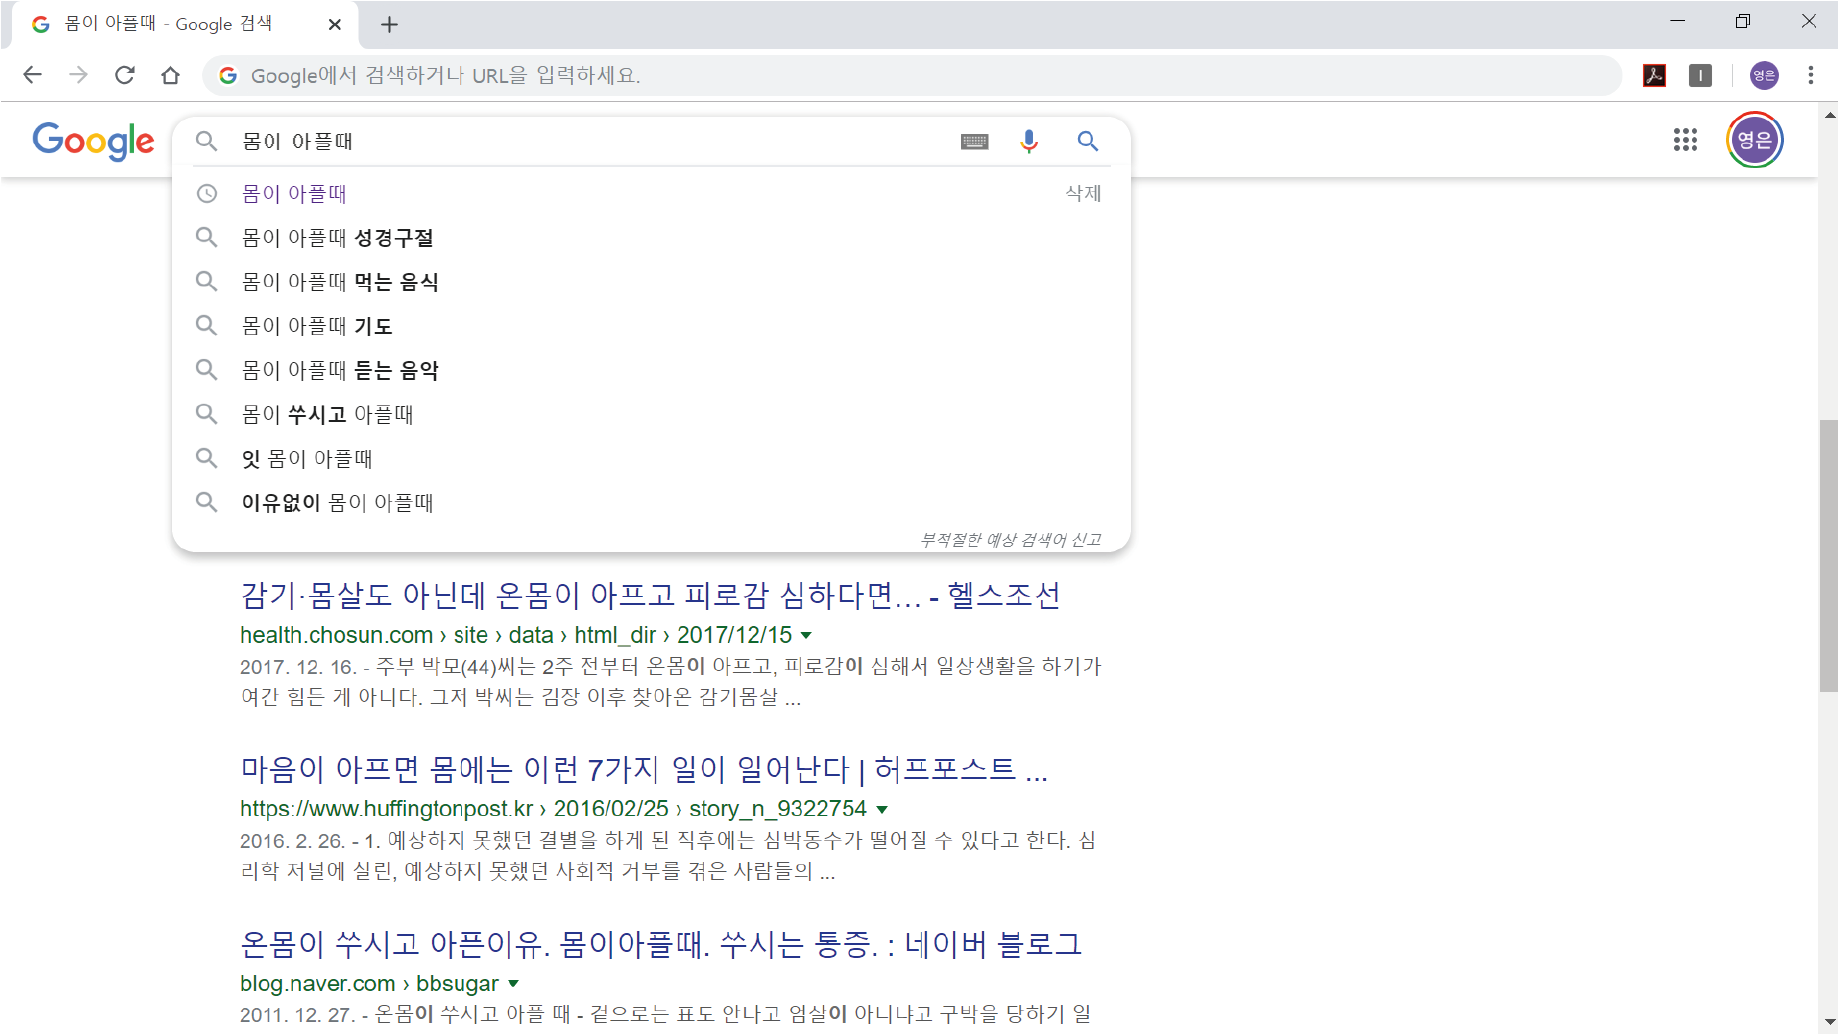 몸이 아플때 - Google 검색
Google에서 검색하거나 URL을 입력하세요.
영은
Google
몸이 아플때
영은
몸이 아플때
삭제
몸이 아플때 성경구절
몸이 아플때 먹는 음식
몸이 아플때 기도
몸이 아플때 듣는 음악
몸이 쑤시고 아플때
잇 몸이 아플때
이유없이 몸이 아플때
부적절한 예상 검색어 신고
감기·몸살도 아닌데 온몸이 아프고 피로감 심하다면... - 헬스조선
health.chosun.com › site › data › html_dir › 2017/12/15
2017. 12. 16. - 주부 박모(44)씨는 2주 전부터 온몸이 아프고, 피로감이 심해서 일상생활을 하기가
여간 힘든 게 아니다. 그저 박씨는 김장 이후 찾아온 감기몸살 ...
마음이 아프면 몸에는 이런 7가지 일이 일어난다 | 허프포스트 ...
https://www.huffingtonpost.kr › 2016/02/25 › story_n_9322754
2016. 2. 26. - 1. 예상하지 못했던 결별을 하게 된 직후에는 심박동수가 떨어질 수 있다고 한다. 심
리학 저널에 실린, 예상하지 못했던 사회적 거부를 겪은 사람들의 ...
온몸이 쑤시고 아픈이유. 몸이아플때. 쑤시는 통증. : 네이버 블로그
blog.naver.com › bbsugar
2011. 12. 27. - 온몸이 쑤시고 아플 때 - 겉으로는 표도 안나고 엄살이 아니냐고 구박을 당하기 일